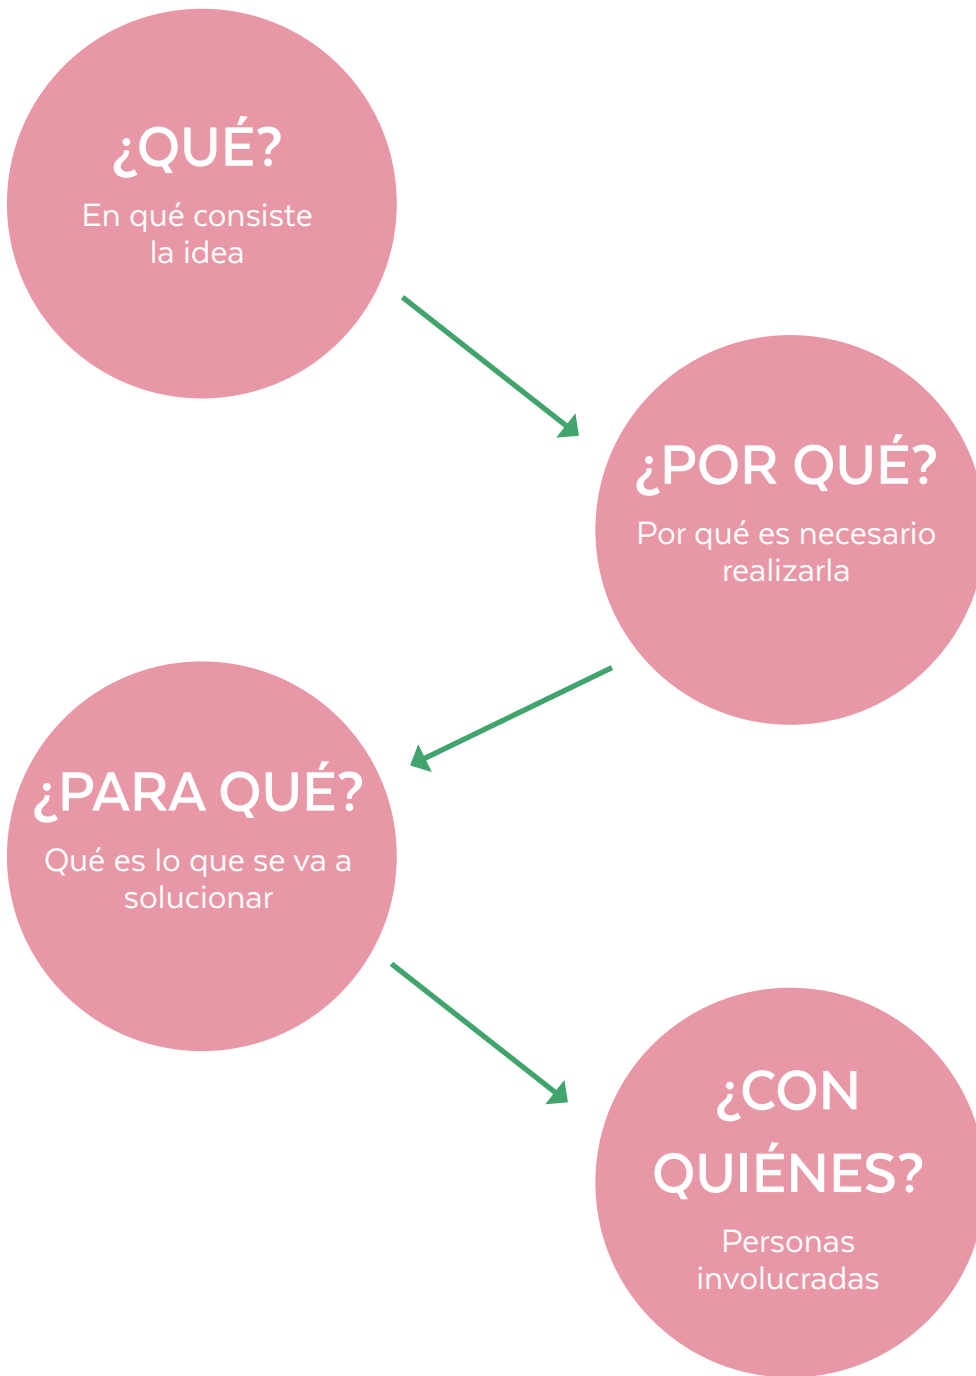 ¿QUÉ?
En qué consiste
la idea
¿POR QUÉ?
Por qué es necesario
realizarla
¿PARA QUÉ?
Qué es lo que se va a
solucionar
¿CON
QUIÉNES?
Personas
involucradas